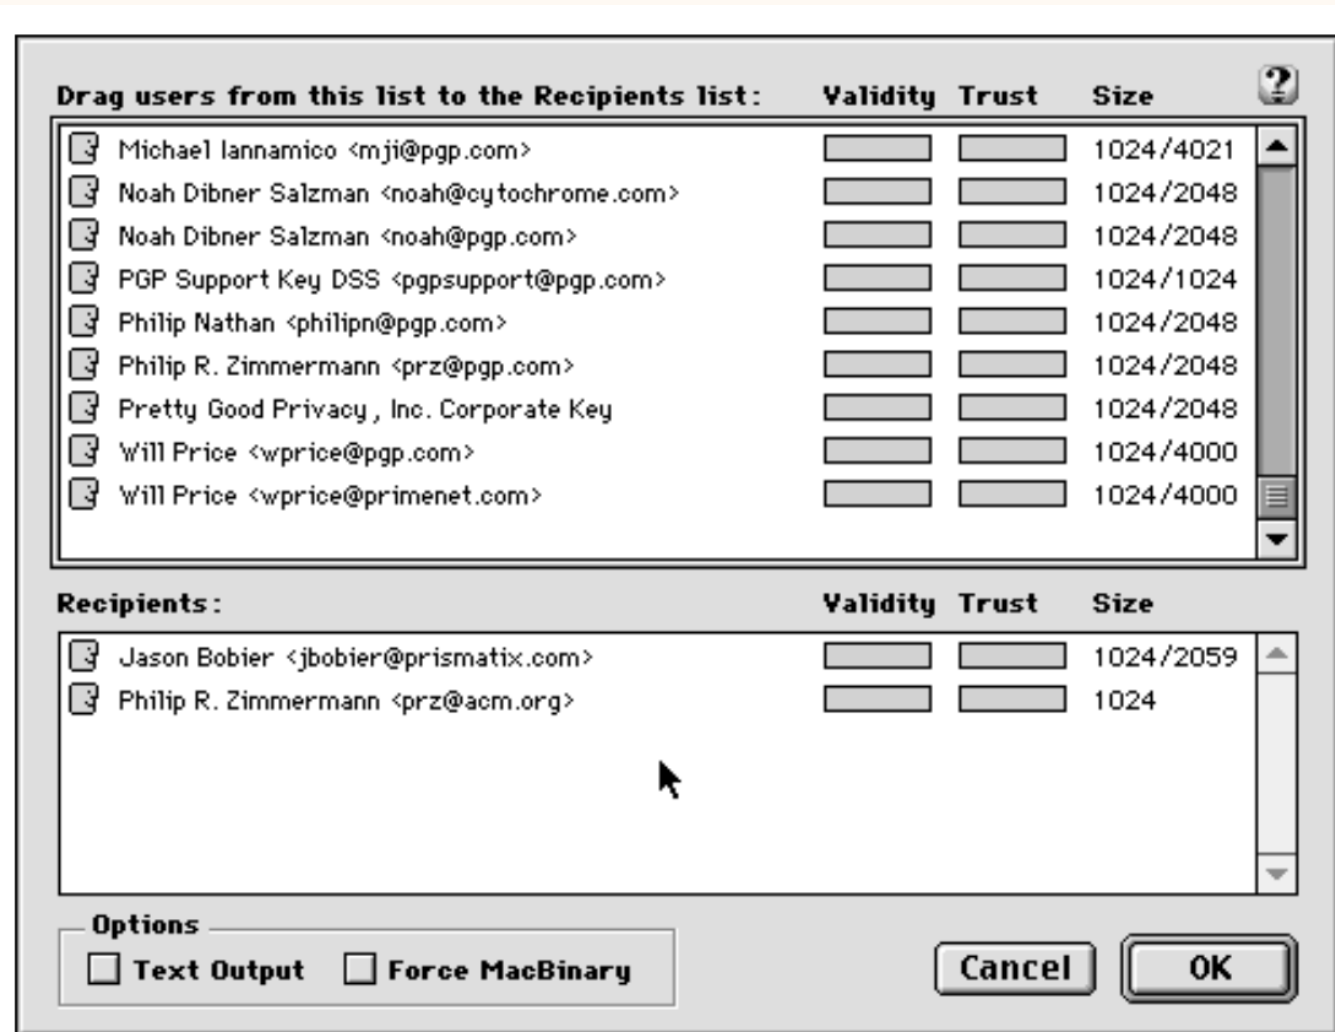 Drag users from this list to the Recipients list: Validity Trust Size ?
Michael Iannamico <mji@pgp.com> 1024/4021
Noah Dibner Salzman <noah@cytochrome.com> 1024/2048
Noah Dibner Salzman <noah@pgp.com> 1024/2048
PGP Support Key DSS <pgpsupport@pgp.com> 1024/1024
Philip Nathan <philipn@pgp.com> 1024/2048
Philip R. Zimmermann <prz@pgp.com> 1024/2048
Pretty Good Privacy, Inc. Corporate Key 1024/2048
Will Price <wprice@pgp.com> 1024/4000
Will Price <wprice@primenet.com> 1024/4000
Recipients: Validity Trust Size
Jason Bobier <jbobier@prismatix.com> 1024/2059
Philip R. Zimmermann <prz@acm.org> 1024
Options
Text Output Force MacBinary Cancel OK